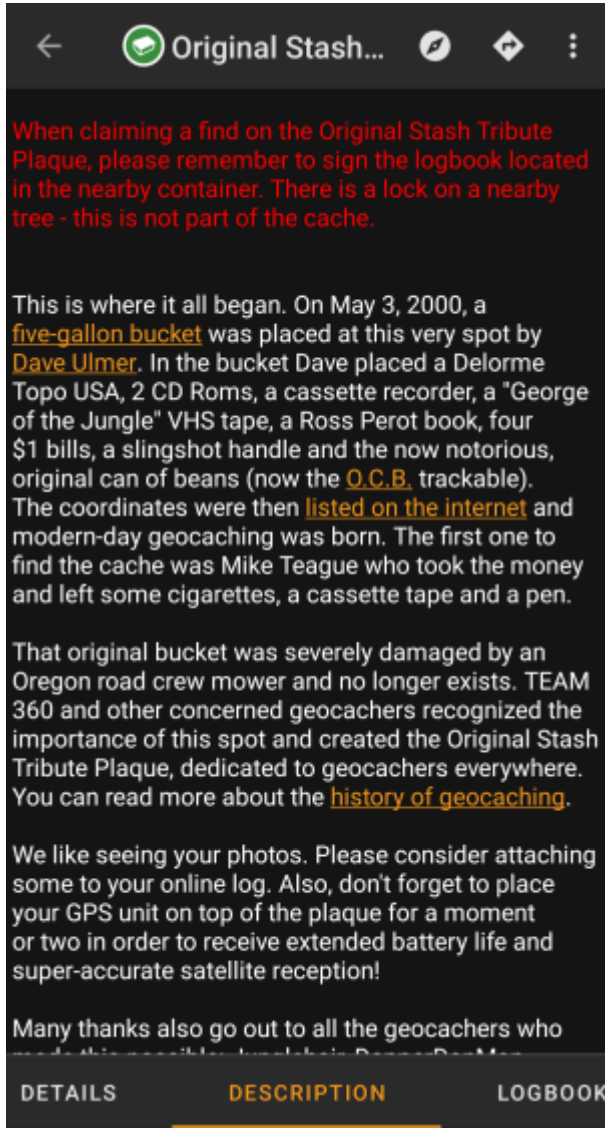 Original Stash...
When claiming a find on the Original Stash Tribute
Plaque, please remember to sign the logbook located
in the nearby container. There is a lock on a nearby
tree - this is not part of the cache.
This is where it all began. On May 3, 2000, a
five-gallon bucket was placed at this very spot by
Dave Ulmer. In the bucket Dave placed a Delorme
Topo USA, 2 CD Roms, a cassette recorder, a "George
of the Jungle" VHS tape, a Ross Perot book, four
$1 bills, a slingshot handle and the now notorious,
original can of beans (now the O.C.B. trackable).
The coordinates were then listed on the internet and
modern-day geocaching was born. The first one to
find the cache was Mike Teague who took the money
and left some cigarettes, a cassette tape and a pen.
That original bucket was severely damaged by an
Oregon road crew mower and no longer exists. TEAM
360 and other concerned geocachers recognized the
importance of this spot and created the Original Stash
Tribute Plaque, dedicated to geocachers everywhere.
You can read more about the history of geocaching.
We like seeing your photos. Please consider attaching
some to your online log. Also, don't forget to place
your GPS unit on top of the plaque for a moment
or two in order to receive extended battery life and
super-accurate satellite reception!
Many thanks also go out to all the geocachers who
DETAILS DESCRIPTION LOGBOOK